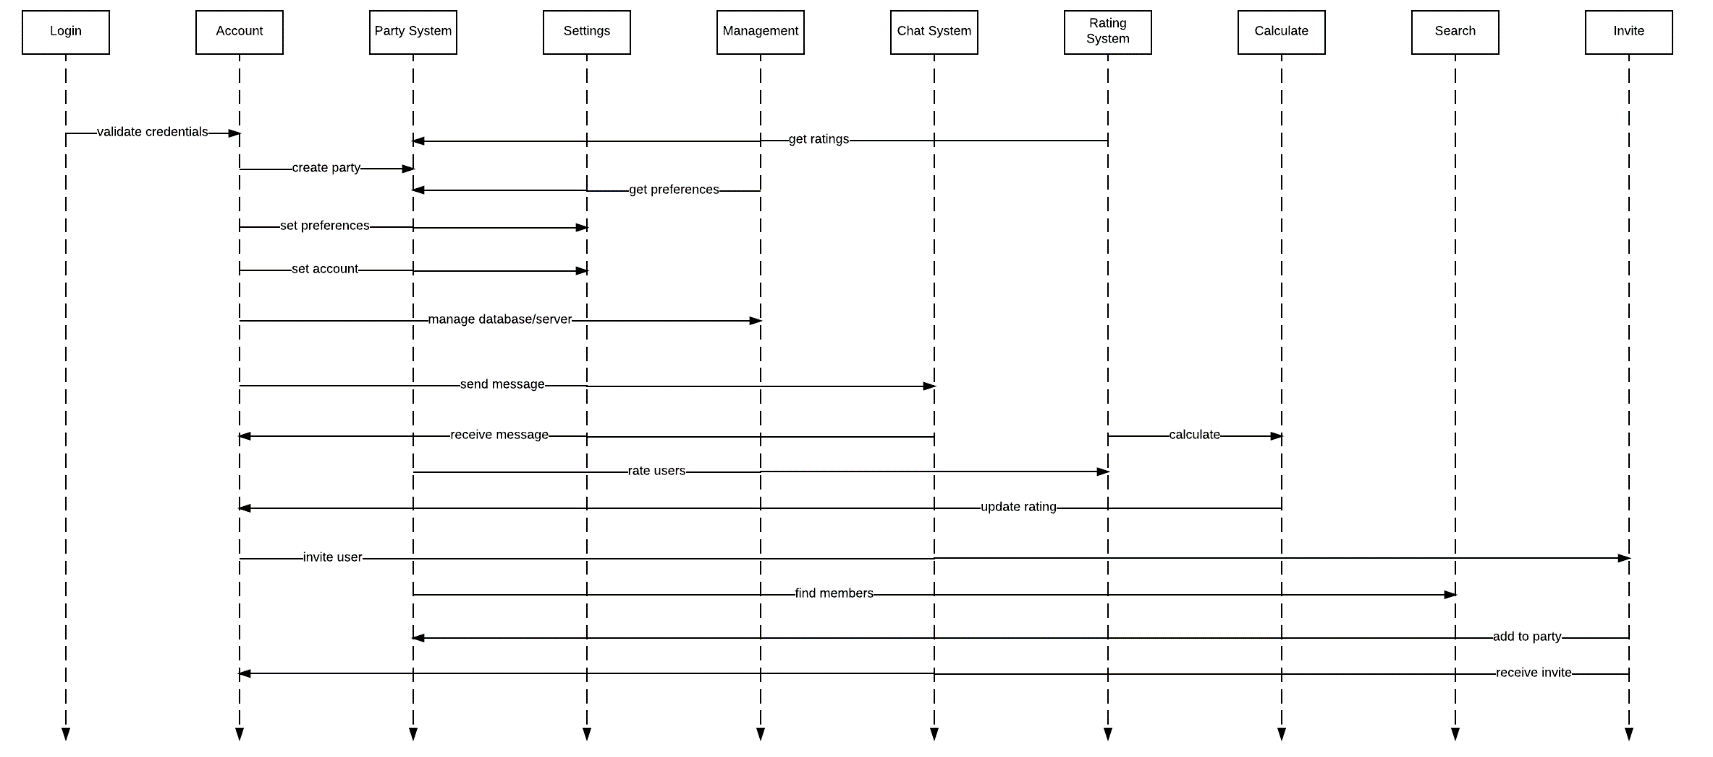 Login
Account
Party System
Settings
Management
Chat System
Rating
System
Calculate
Search
Invite
validate credentials
get ratings
create party
get preferences
set preferences
set account
manage database/server
send message
receive message
calculate
rate users
update rating
invite user
find members
add to party
receive invite